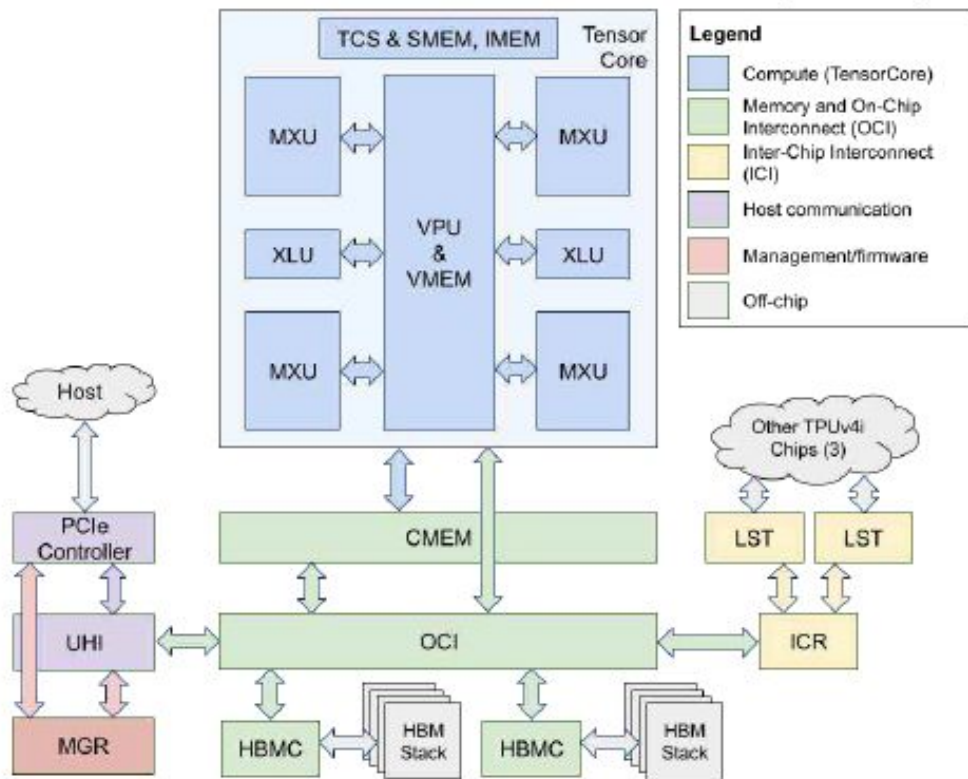 TCS & SMEM, IMEM
Tensor
Core
MXU
MXU
VPU
&
VMEM
XLU
XLU
MXU
MXU
Legend
Compute (TensorCore)
Memory and On-Chip
Interconnect (OCI)
Inter-Chip Interconnect
(ICI)
Host communication
Management/firmware
Off-chip
Host
Other TPUv4i
Chips (3)
PCIe
Controller
CMEM
LST
LST
UHI
OCI
ICR
MGR
HBMC
HBM
Stack
HBMC
HBM
Stack